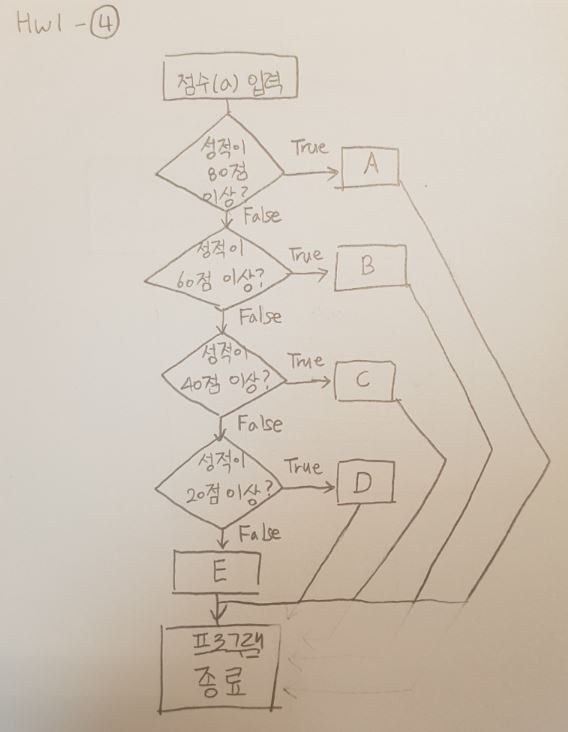 HW1 - ④
점수(a) 입력
성적이
80점
이상?
True
A
False
성적이
60점 이상?
True
B
False
성적이
40점 이상?
True
C
False
성적이
20점 이상?
True
D
False
E
프로그램
종료